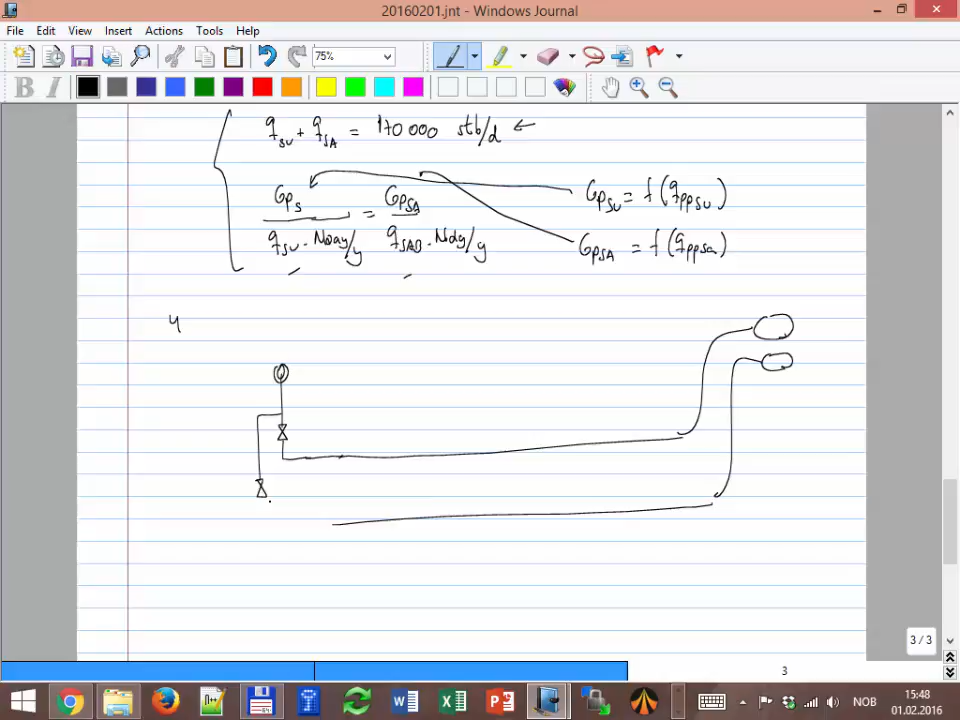 20160201.jnt - Windows Journal
File Edit View Insert Actions Tools Help
75%
B I
q_SU + q_SA = 170 000 stb/d ←
Gp_S = Gp_SA
q_SU · Nday/y q_SAB · Ndy/y
Gp_SU = f(q_ppSU)
Gp_SA = f(q_ppSa)
4
3 / 3
3
NOB
15:48
01.02.2016